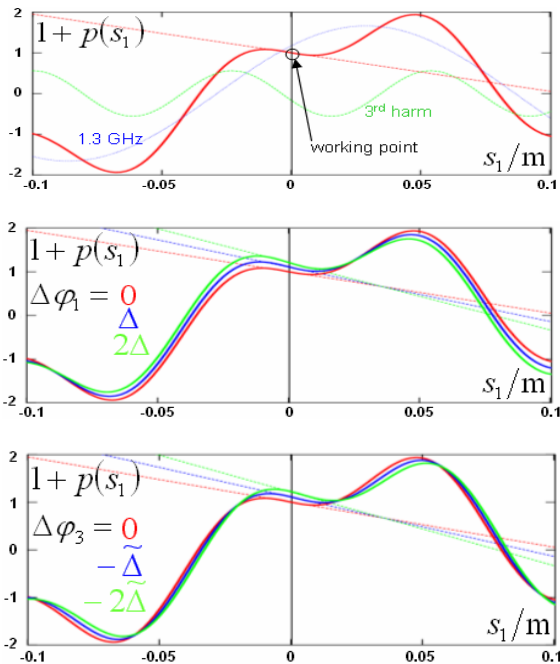 2
1 + p(s₁)
1
0
3rd harm
-1
1.3 GHz
working point
s₁/m
-2
-0.1
-0.05
0
0.05
0.1
2
1 + p(s₁)
1
Δφ₁ = 0
0
Δ
2Δ
-1
s₁/m
-2
-0.1
-0.05
0
0.05
0.1
2
1 + p(s₁)
1
Δφ₃ = 0
0
-Δ̃
-2Δ̃
-1
s₁/m
-2
-0.1
-0.05
0
0.05
0.1